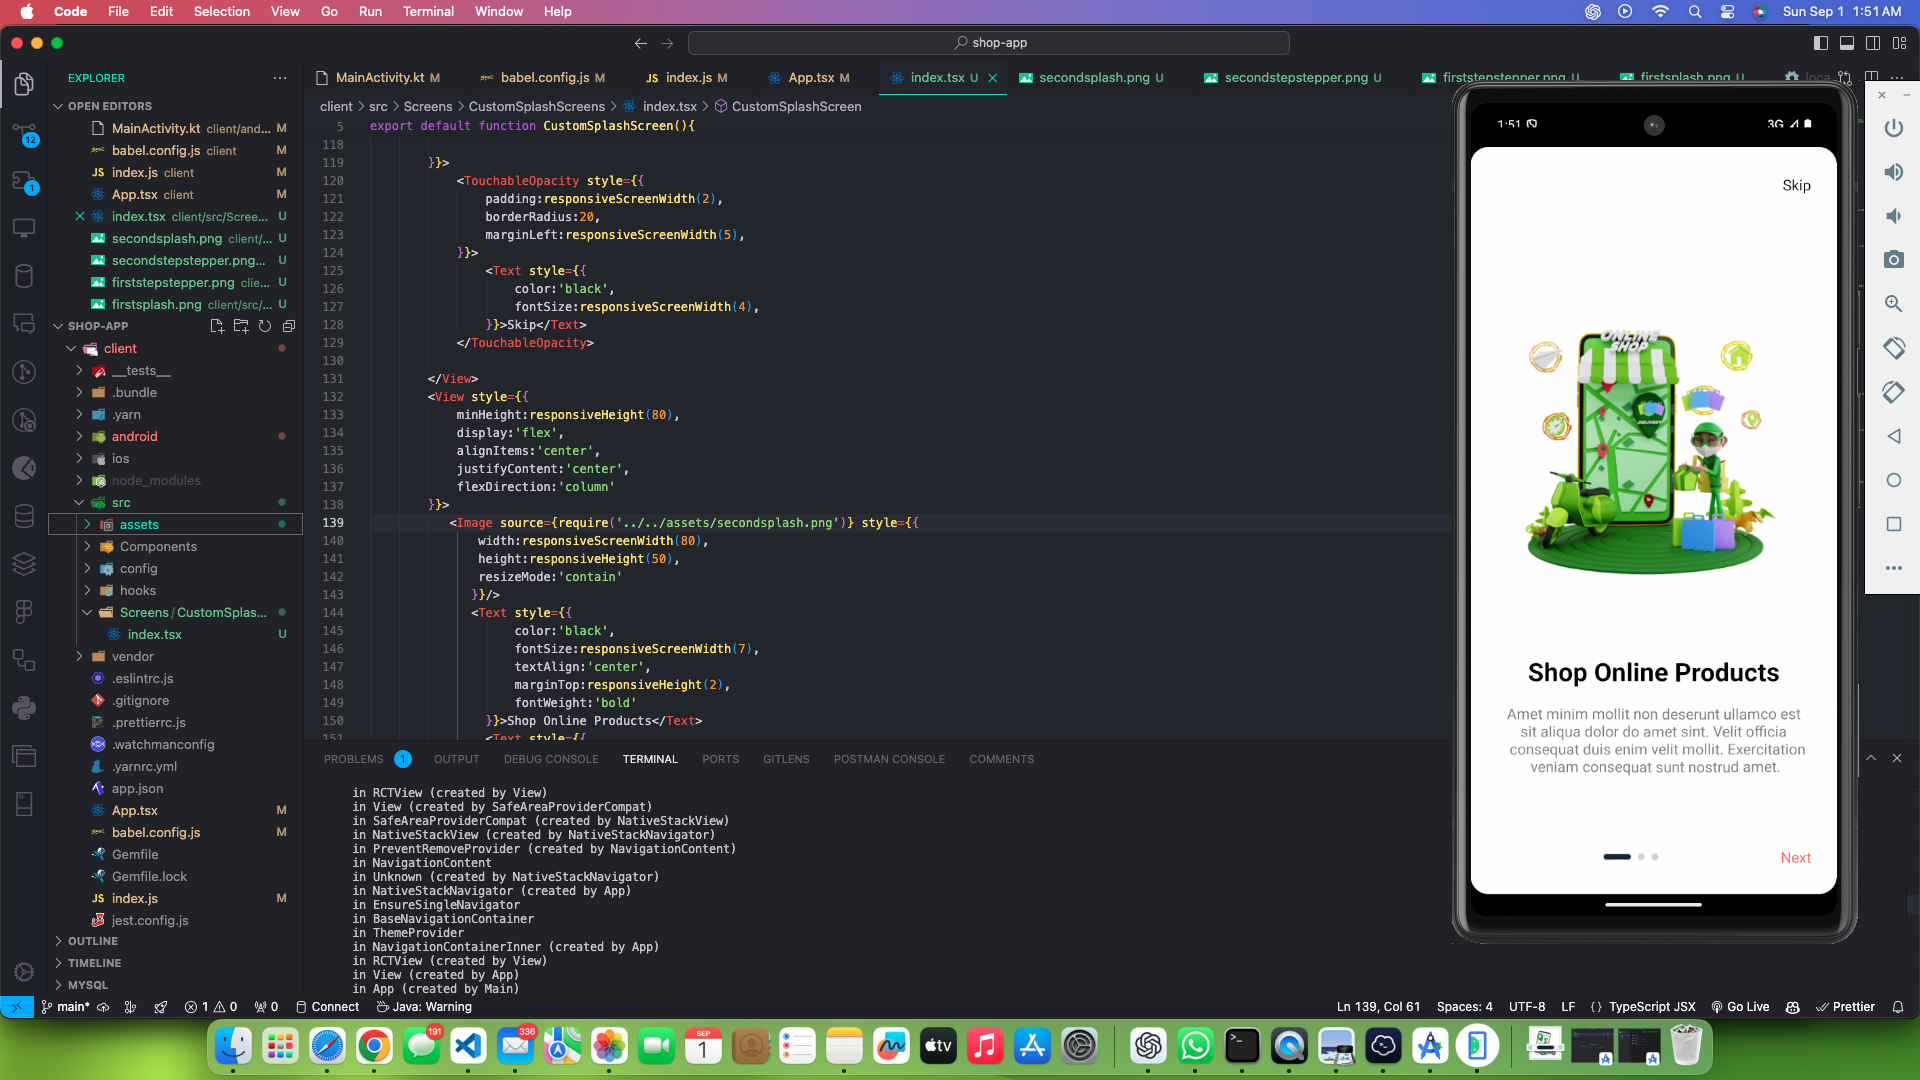 Code File Edit Selection View Go Run Terminal Window Help Sun Sep 1 1:51 AM
shop-app
EXPLORER
OPEN EDITORS
MainActivity.kt client/and... M
babel.config.js client M
index.js client M
App.tsx client M
index.tsx client/src/Scree... U
secondsplash.png client/... U
secondstepstepper.png... U
firststepstepper.png clie... U
firstsplash.png client/src/... U
SHOP-APP
client
__tests__
.bundle
.yarn
android
ios
node_modules
src
assets
Components
config
hooks
Screens/CustomSplas...
index.tsx U
vendor
.eslintrc.js
.gitignore
.prettierrc.js
.watchmanconfig
.yarnrc.yml
app.json
App.tsx M
babel.config.js M
Gemfile
Gemfile.lock
index.js M
jest.config.js
OUTLINE
TIMELINE
MYSQL
12
1
MainActivity.kt M babel.config.js M JS index.js M App.tsx M index.tsx U secondsplash.png U secondstepstepper.png U firststepstepper.png U firstsplash.png U loca
client > src > Screens > CustomSplashScreens > index.tsx > CustomSplashScreen
5 export default function CustomSplashScreen(){
118
119 }}>
120 <TouchableOpacity style={{
121 padding:responsiveScreenWidth(2),
122 borderRadius:20,
123 marginLeft:responsiveScreenWidth(5),
124 }}>
125 <Text style={{
126 color:'black',
127 fontSize:responsiveScreenWidth(4),
128 }}>Skip</Text>
129 </TouchableOpacity>
130
131 </View>
132 <View style={{
133 minHeight:responsiveHeight(80),
134 display:'flex',
135 alignItems:'center',
136 justifyContent:'center',
137 flexDirection:'column'
138 }}>
139 <Image source={require('../../assets/secondsplash.png')} style={{
140 width:responsiveScreenWidth(80),
141 height:responsiveHeight(50),
142 resizeMode:'contain'
143 }}/>
144 <Text style={{
145 color:'black',
146 fontSize:responsiveScreenWidth(7),
147 textAlign:'center',
148 marginTop:responsiveHeight(2),
149 fontWeight:'bold'
150 }}>Shop Online Products</Text>
151 <Text style={{
PROBLEMS 1 OUTPUT DEBUG CONSOLE TERMINAL PORTS GITLENS POSTMAN CONSOLE COMMENTS
in RCTView (created by View)
in View (created by SafeAreaProviderCompat)
in SafeAreaProviderCompat (created by NativeStackView)
in NativeStackView (created by NativeStackNavigator)
in PreventRemoveProvider (created by NavigationContent)
in NavigationContent
in Unknown (created by NativeStackNavigator)
in NativeStackNavigator (created by App)
in EnsureSingleNavigator
in BaseNavigationContainer
in ThemeProvider
in NavigationContainerInner (created by App)
in RCTView (created by View)
in View (created by App)
in App (created by Main)
1:51 3G
Skip
ONLINE
SHOP
DELIVERY
Shop Online Products
Amet minim mollit non deserunt ullamco est
sit aliqua dolor do amet sint. Velit officia
consequat duis enim velit mollit. Exercitation
veniam consequat sunt nostrud amet.
Next
main* 1 0 0 Connect Java: Warning Ln 139, Col 61 Spaces: 4 UTF-8 LF {} TypeScript JSX Go Live Prettier
191 SEP 1 336 tv